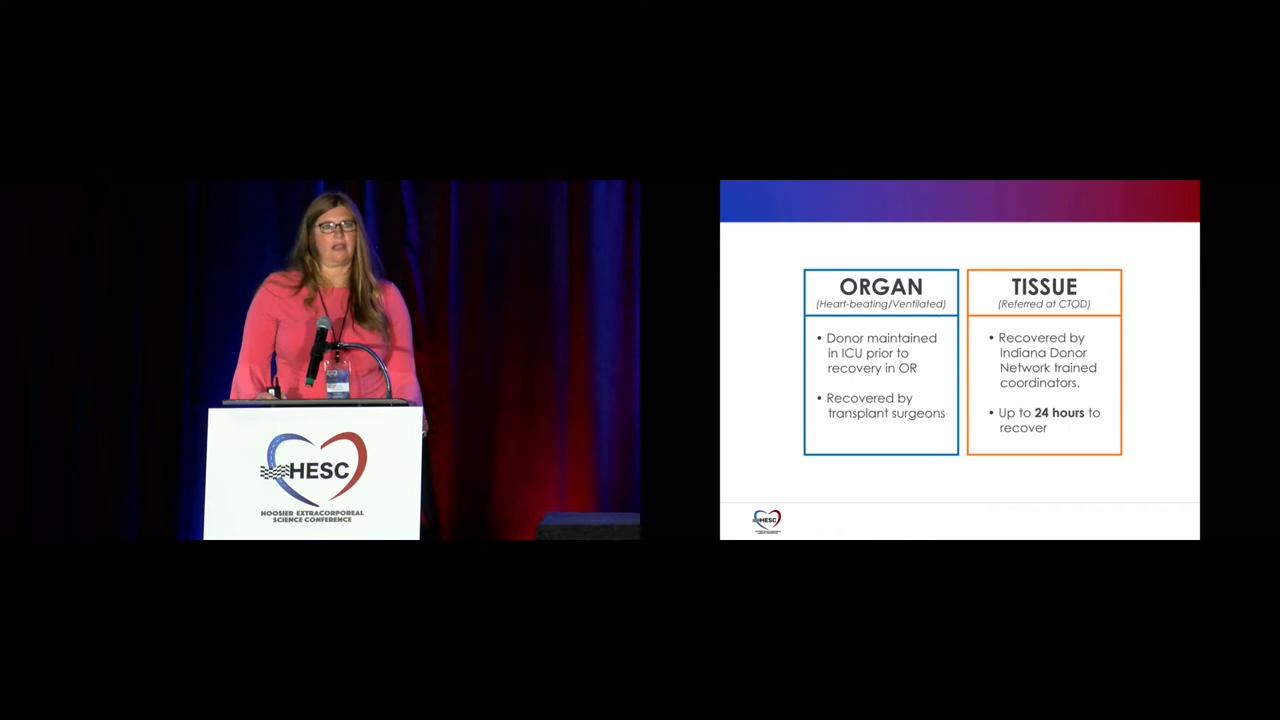 HESC
HOOSIER EXTRACORPOREAL
SCIENCE CONFERENCE
ORGAN
(Heart-beating/Ventilated)
• Donor maintained
in ICU prior to
recovery in OR
• Recovered by
transplant surgeons
TISSUE
(Referred at CTOD)
• Recovered by
Indiana Donor
Network trained
coordinators.
• Up to 24 hours to
recover
HESC